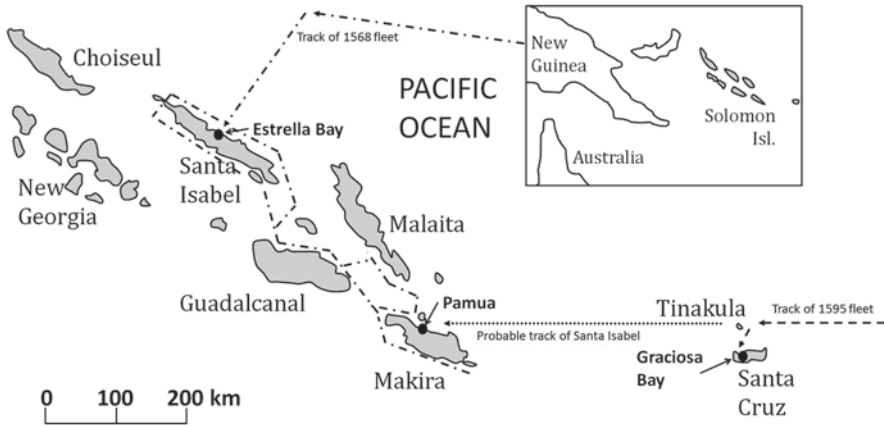 Choiseul
Track of 1568 fleet
PACIFIC
OCEAN
New
Guinea
Solomon
Isl.
Australia
Estrella Bay
Santa
Isabel
New
Georgia
Malaita
Guadalcanal
Pamua
Tinakula
Track of 1595 fleet
Probable track of Santa Isabel
Graciosa
Bay
Makira
Santa
Cruz
0 100 200 km